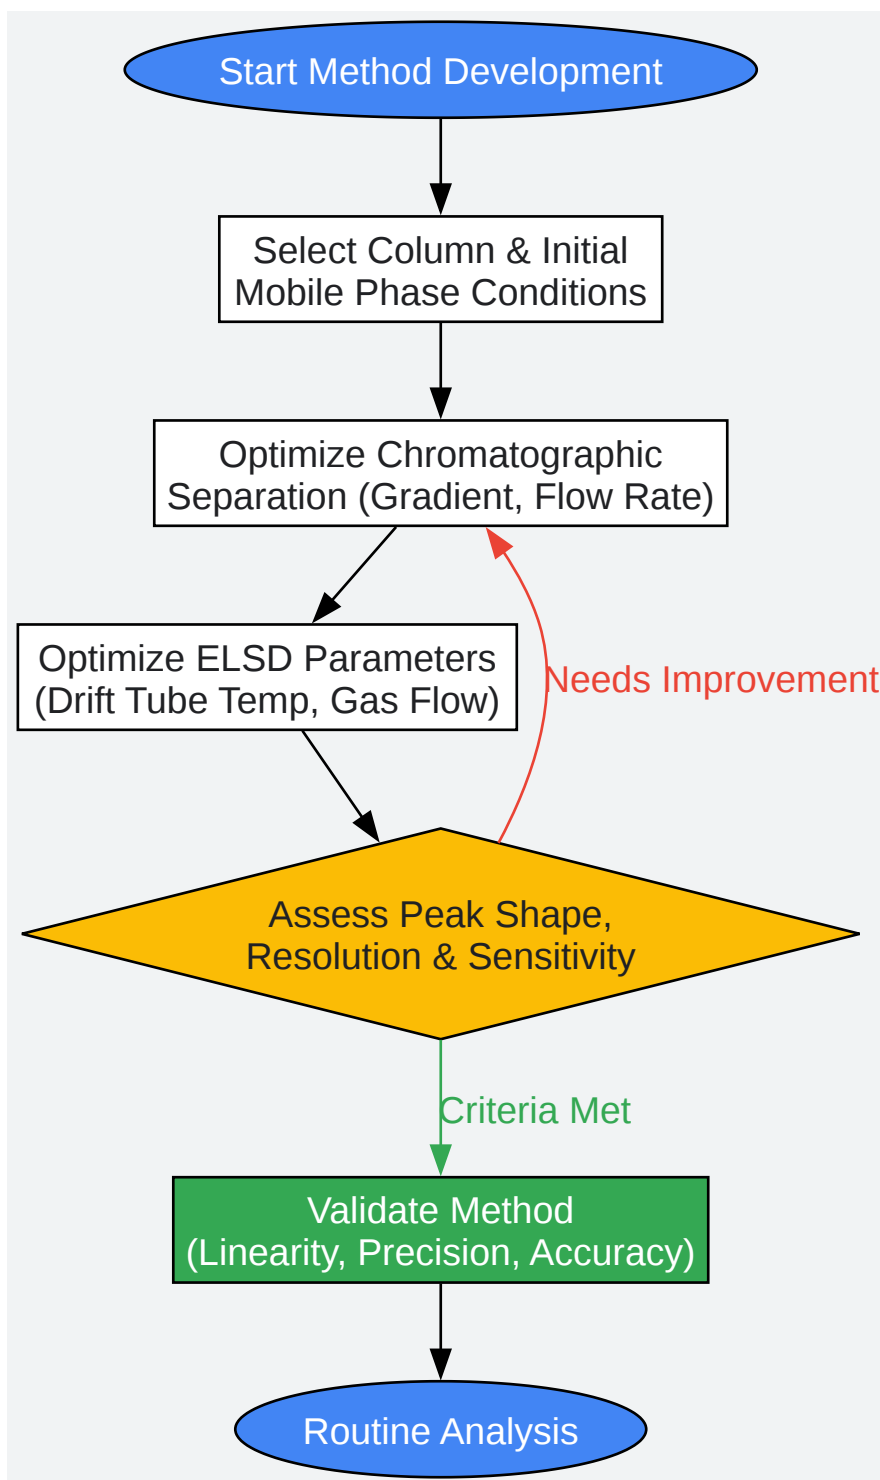 Start Method Development
Select Column & Initial
Mobile Phase Conditions
Optimize Chromatographic
Separation (Gradient, Flow Rate)
Optimize ELSD Parameters
(Drift Tube Temp, Gas Flow)
Needs Improvement
Assess Peak Shape,
Resolution & Sensitivity
Criteria Met
Validate Method
(Linearity, Precision, Accuracy)
Routine Analysis